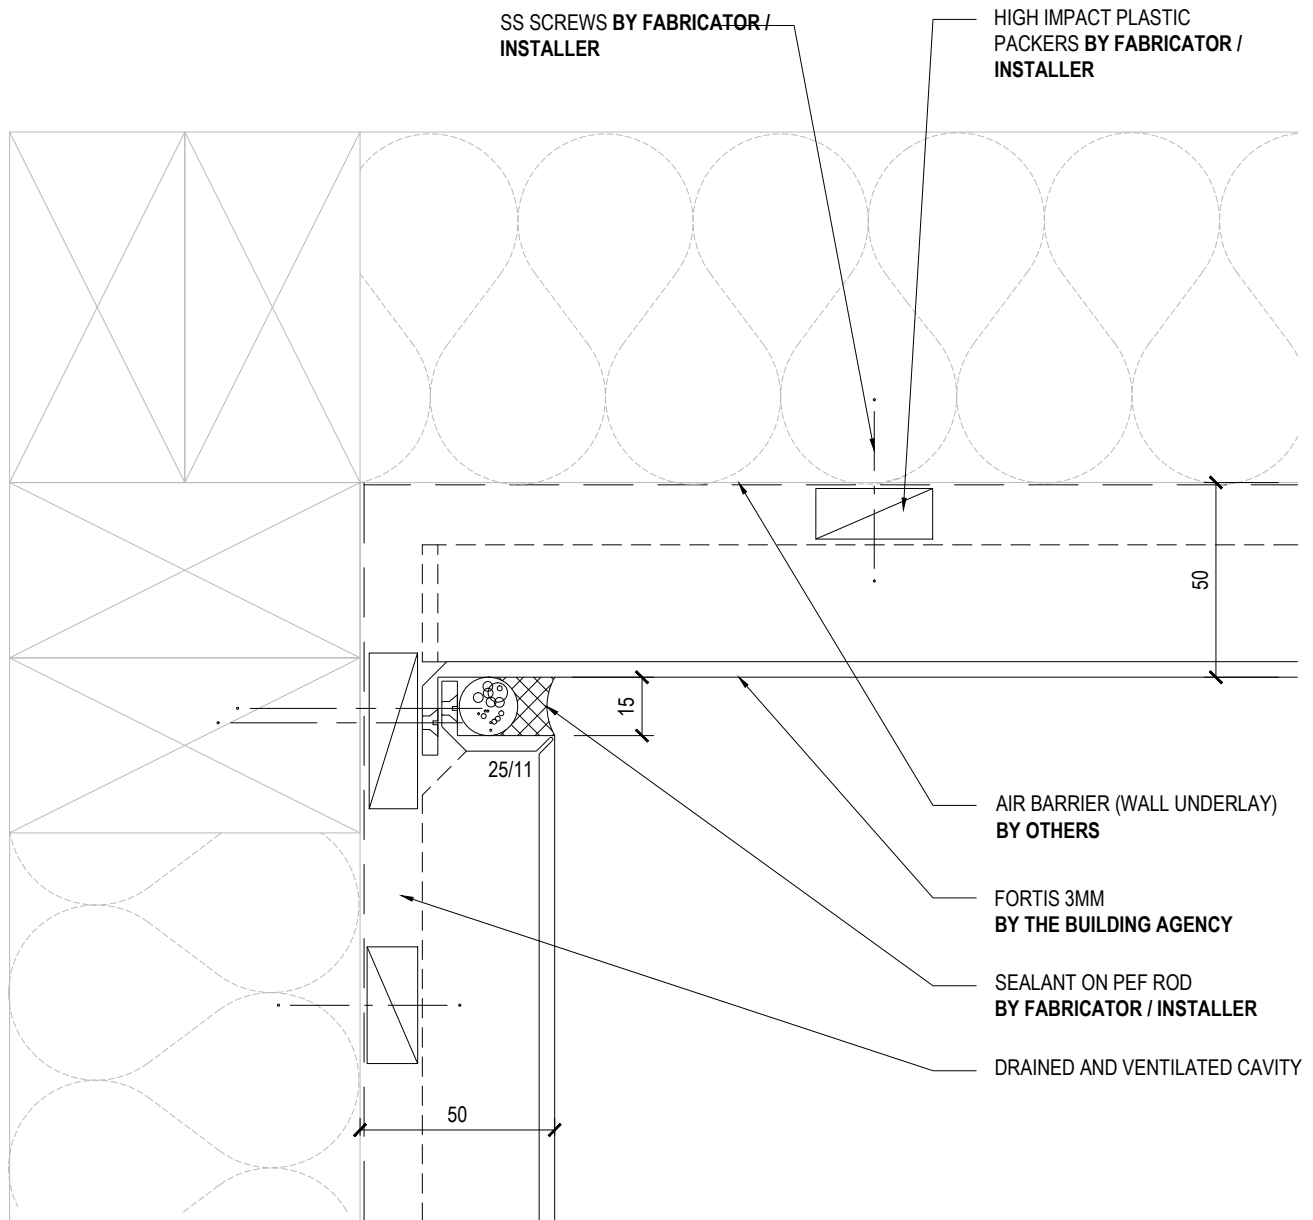 SS SCREWS BY FABRICATOR /
INSTALLER
HIGH IMPACT PLASTIC
PACKERS BY FABRICATOR /
INSTALLER
50
15
25/11
AIR BARRIER (WALL UNDERLAY)
BY OTHERS
FORTIS 3MM
BY THE BUILDING AGENCY
SEALANT ON PEF ROD
BY FABRICATOR / INSTALLER
DRAINED AND VENTILATED CAVITY
50